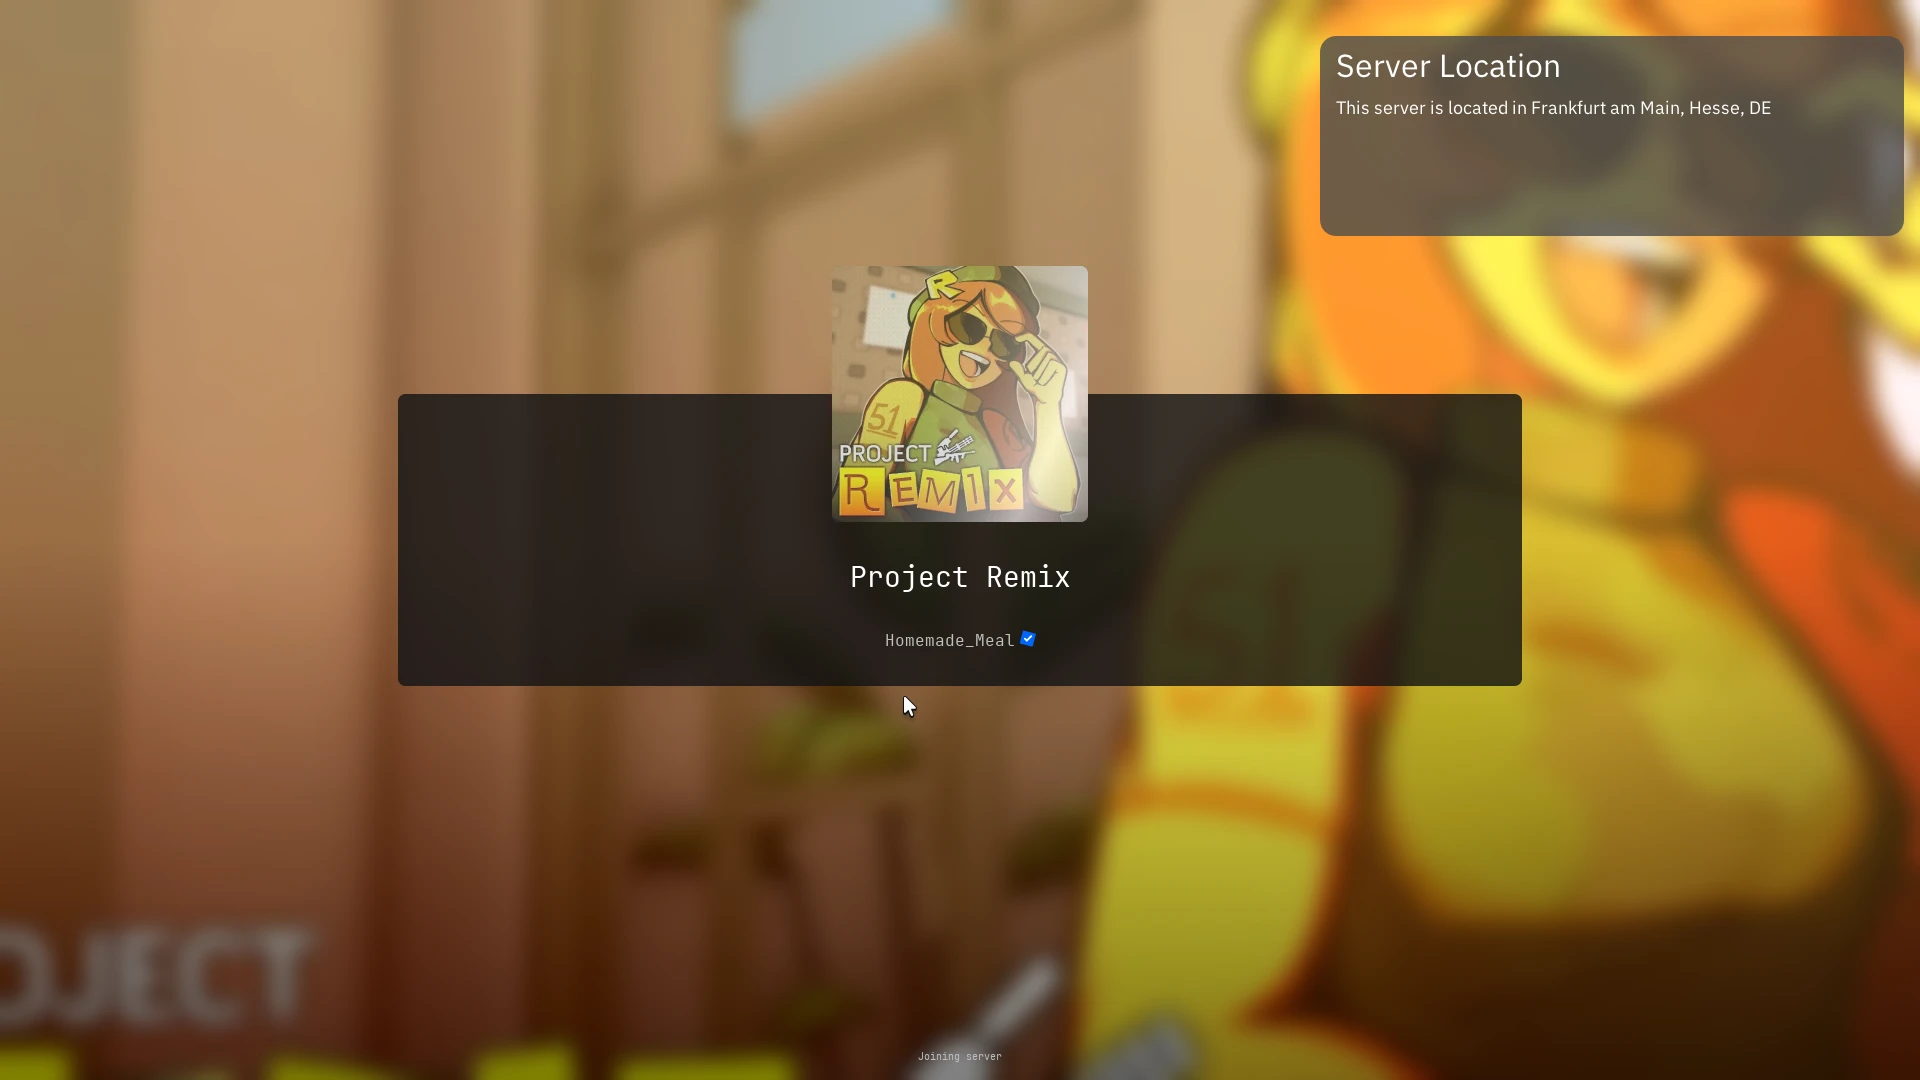 Server Location
This server is located in Frankfurt am Main, Hesse, DE
R
51
PROJECT
REMIX
Project Remix
Homemade_Meal
OJECT
Joining server